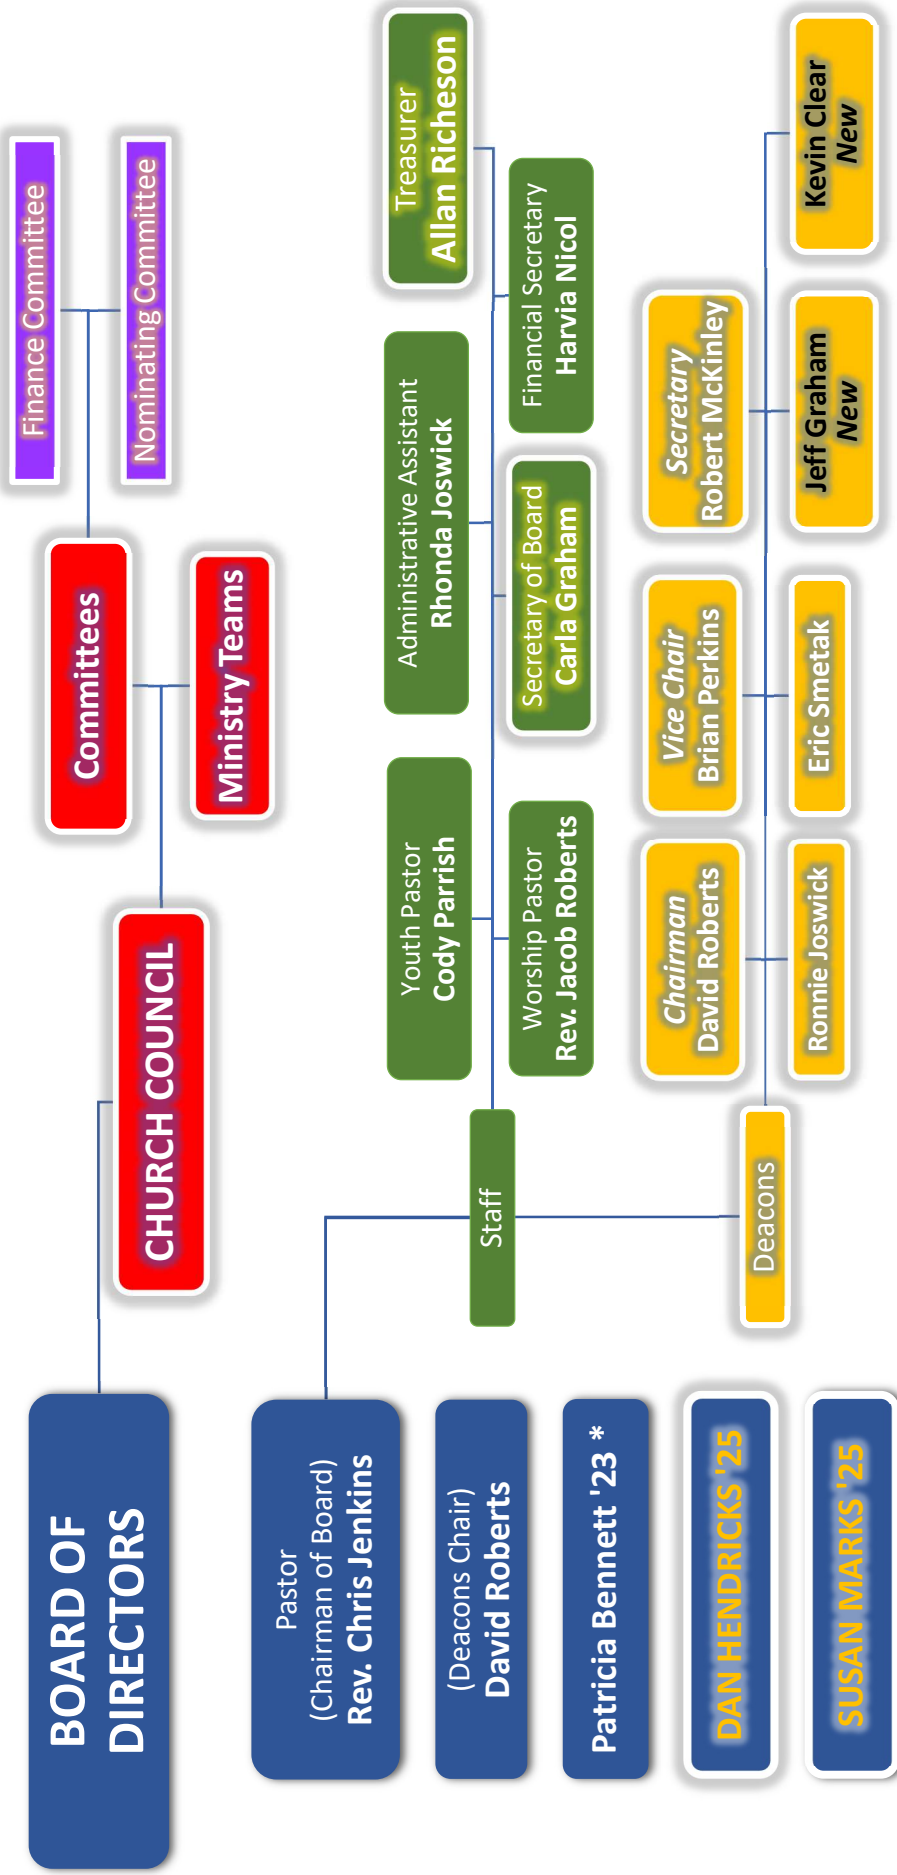 BOARD OF
DIRECTORS
CHURCH COUNCIL
Committees
Ministry Teams
Finance Committee
Nominating Committee
Pastor
(Chairman of Board)
Rev. Chris Jenkins
(Deacons Chair)
David Roberts
Patricia Bennett '23 *
DAN HENDRICKS '25
SUSAN MARKS '25
Staff
Youth Pastor
Cody Parrish
Administrative Assistant
Rhonda Joswick
Treasurer
Allan Richeson
Worship Pastor
Rev. Jacob Roberts
Secretary of Board
Carla Graham
Financial Secretary
Harvia Nicol
Deacons
Chairman
David Roberts
Vice Chair
Brian Perkins
Secretary
Robert McKinley
Ronnie Joswick
Eric Smetak
Jeff Graham
New
Kevin Clear
New